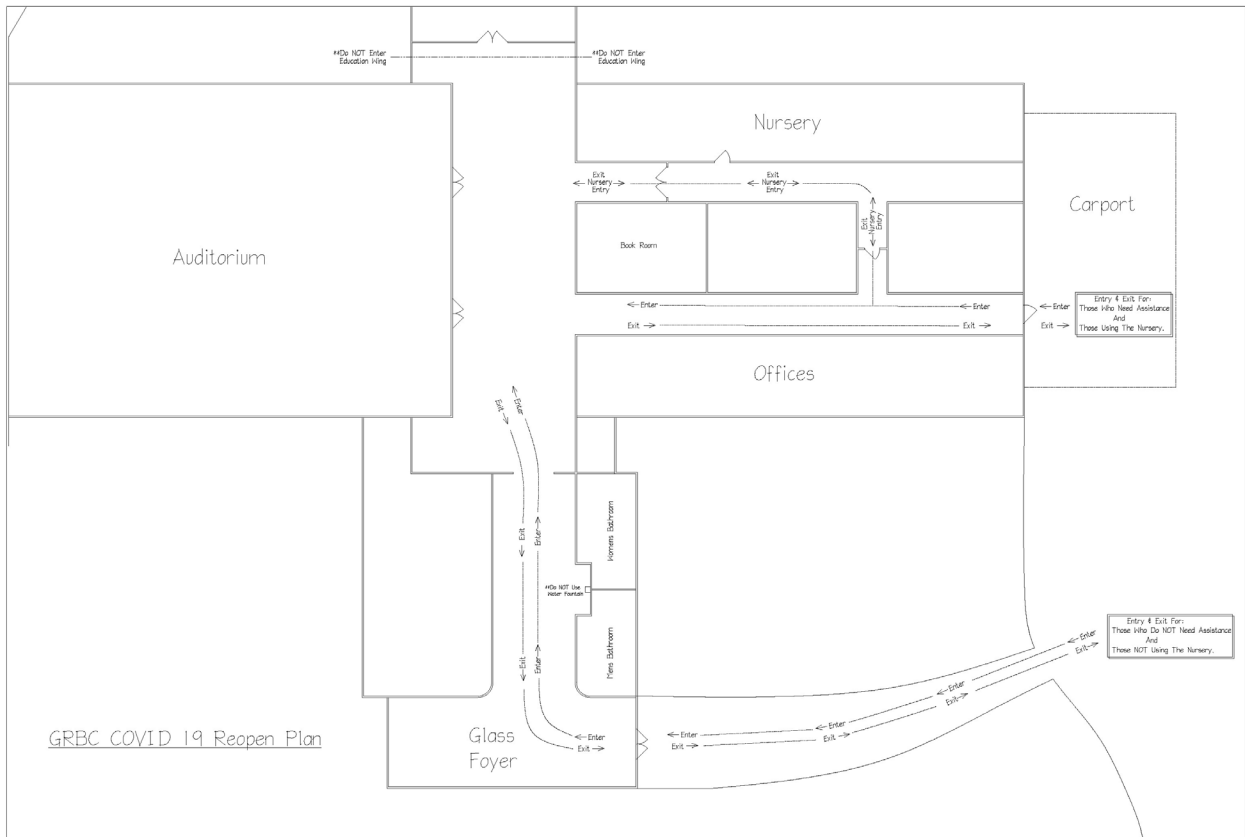 **Do NOT Enter
Education Wing
**Do NOT Enter
Education Wing
Nursery
Exit
Nursery
Entry
Exit
Nursery
Entry
Carport
Exit
Nursery
Entry
Book Room
Auditorium
Enter
Enter
Enter
Exit
Exit
Exit
Entry & Exit For:
Those Who Need Assistance
And
Those Using The Nursery.
Offices
Exit
Enter
Womens Bathroom
Exit
Enter
**Do NOT Use
Water Fountain
Mens Bathroom
Exit
Enter
Entry & Exit For:
Those Who Do NOT Need Assistance
And
Those NOT Using The Nursery.
Enter
Exit
Enter
Exit
Enter
Exit
Enter
Exit
Enter
Exit
Glass
Foyer
GRBC COVID 19 Reopen Plan